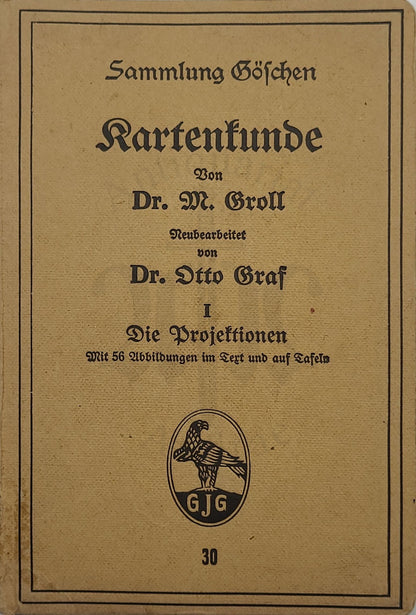 Sammlung Göschen
Kartenkunde
Von
Dr. M. Groll
Neubearbeitet
von
Dr. Otto Graf
I
Die Projektionen
Mit 56 Abbildungen im Text und auf Tafeln
GJG
30